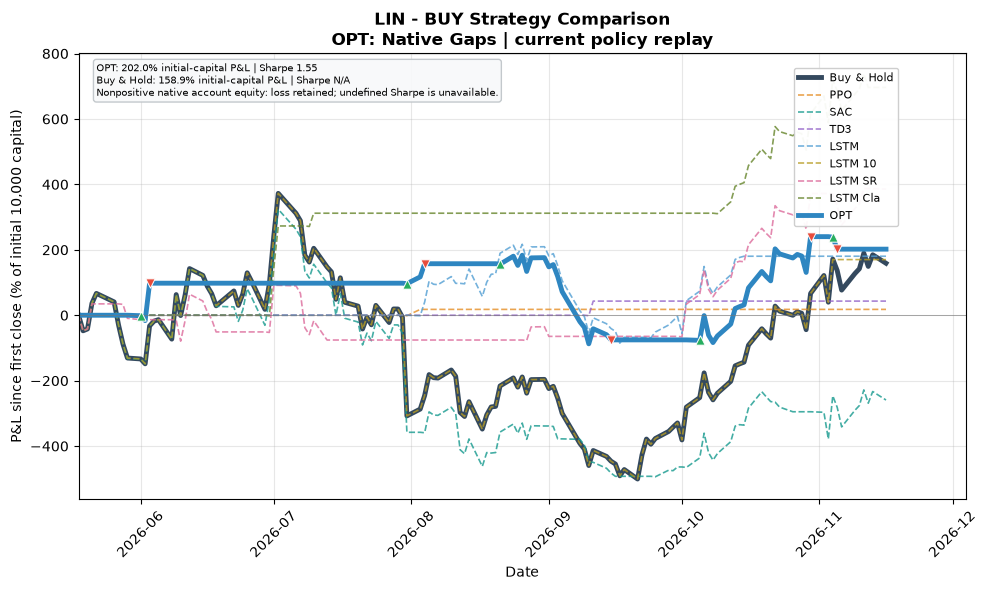 LIN - BUY Strategy Comparison
OPT: Native Gaps | current policy replay
OPT: 202.0% initial-capital P&L | Sharpe 1.55
Buy & Hold: 158.9% initial-capital P&L | Sharpe N/A
Nonpositive native account equity: loss retained; undefined Sharpe is unavailable.
Buy & Hold
PPO
SAC
TD3
LSTM
LSTM 10
LSTM SR
LSTM Cla
OPT
P&L since first close (% of initial 10,000 capital)
800
600
400
200
0
−200
−400
2026-06
2026-07
2026-08
2026-09
2026-10
2026-11
2026-12
Date